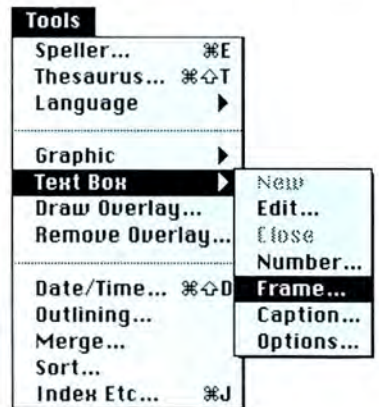 Tools
Speller... ⌘E
Thesaurus... ⌘⇧T
Language ▶
Graphic ▶
Text Box ▶
Draw Overlay...
Remove Overlay...
Date/Time... ⌘⇧D
Outlining...
Merge...
Sort...
Index Etc... ⌘J
New
Edit...
Close
Number...
Frame...
Caption...
Options...